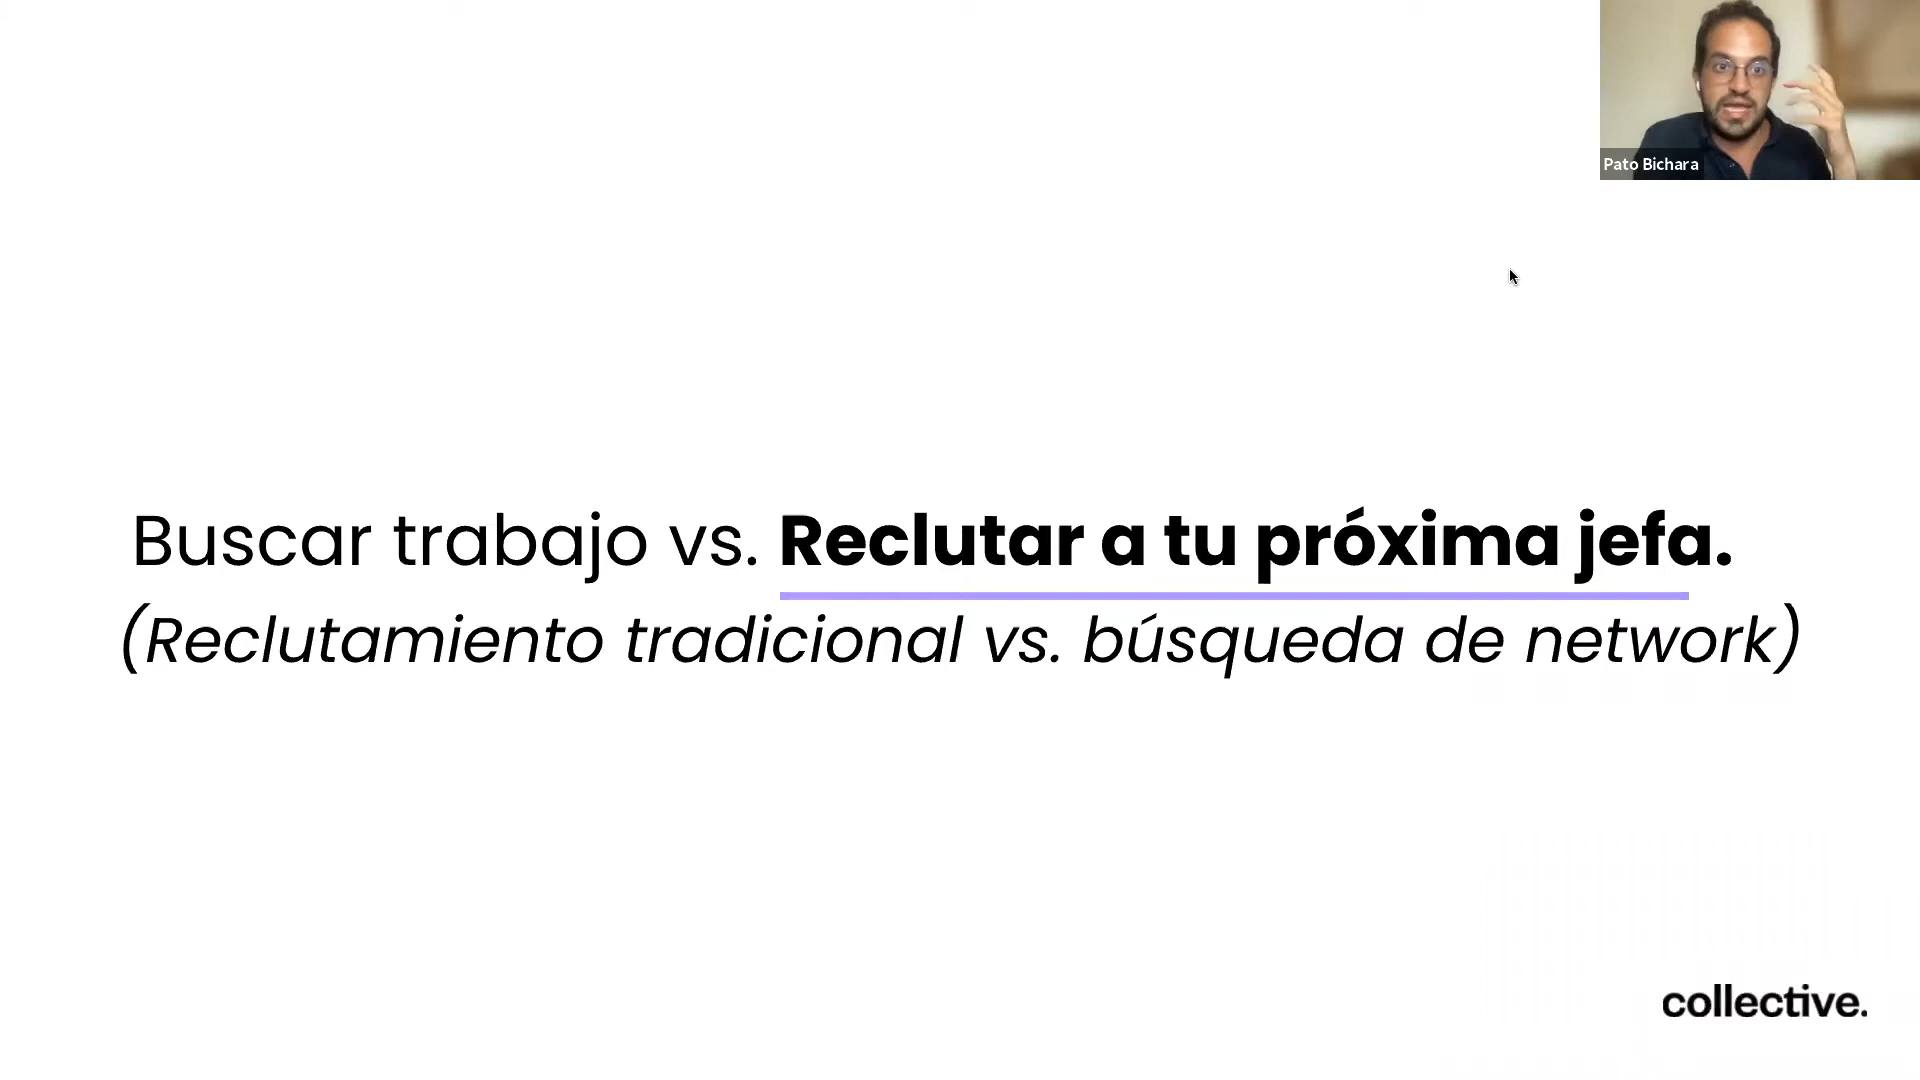 Pato Bichara
Buscar trabajo vs. Reclutar a tu próxima jefa.
(Reclutamiento tradicional vs. búsqueda de network)
collective.